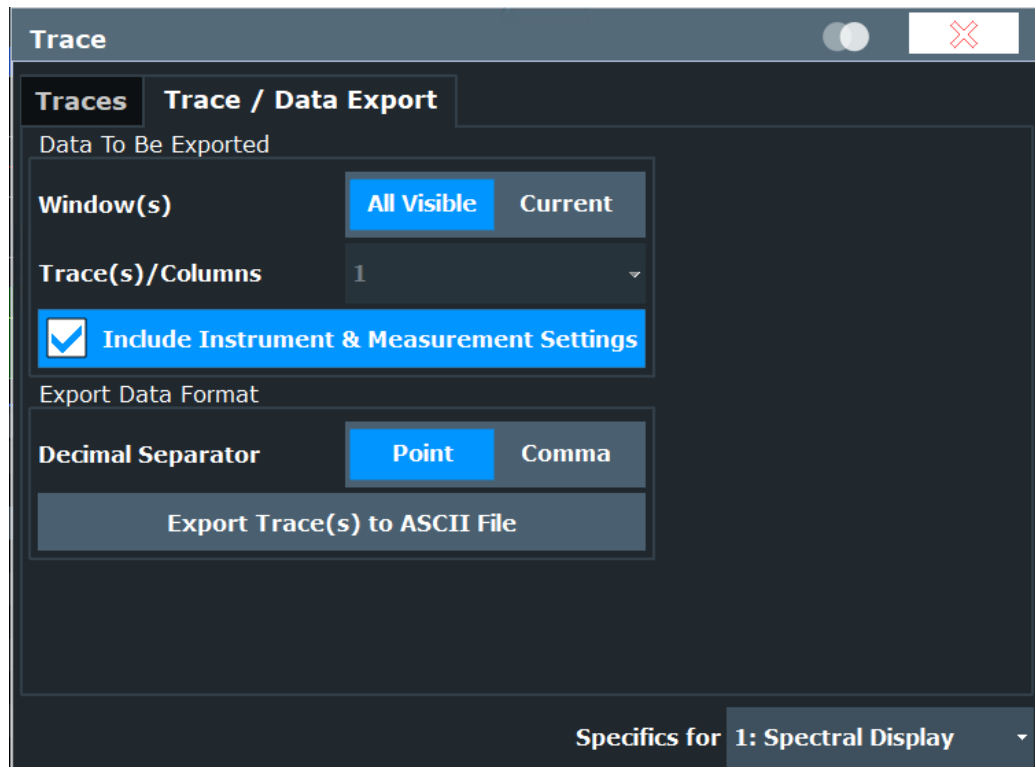 Trace
Traces Trace / Data Export
Data To Be Exported
Window(s) All Visible Current
Trace(s)/Columns 1
Include Instrument & Measurement Settings
Export Data Format
Decimal Separator Point Comma
Export Trace(s) to ASCII File
Specifics for 1: Spectral Display